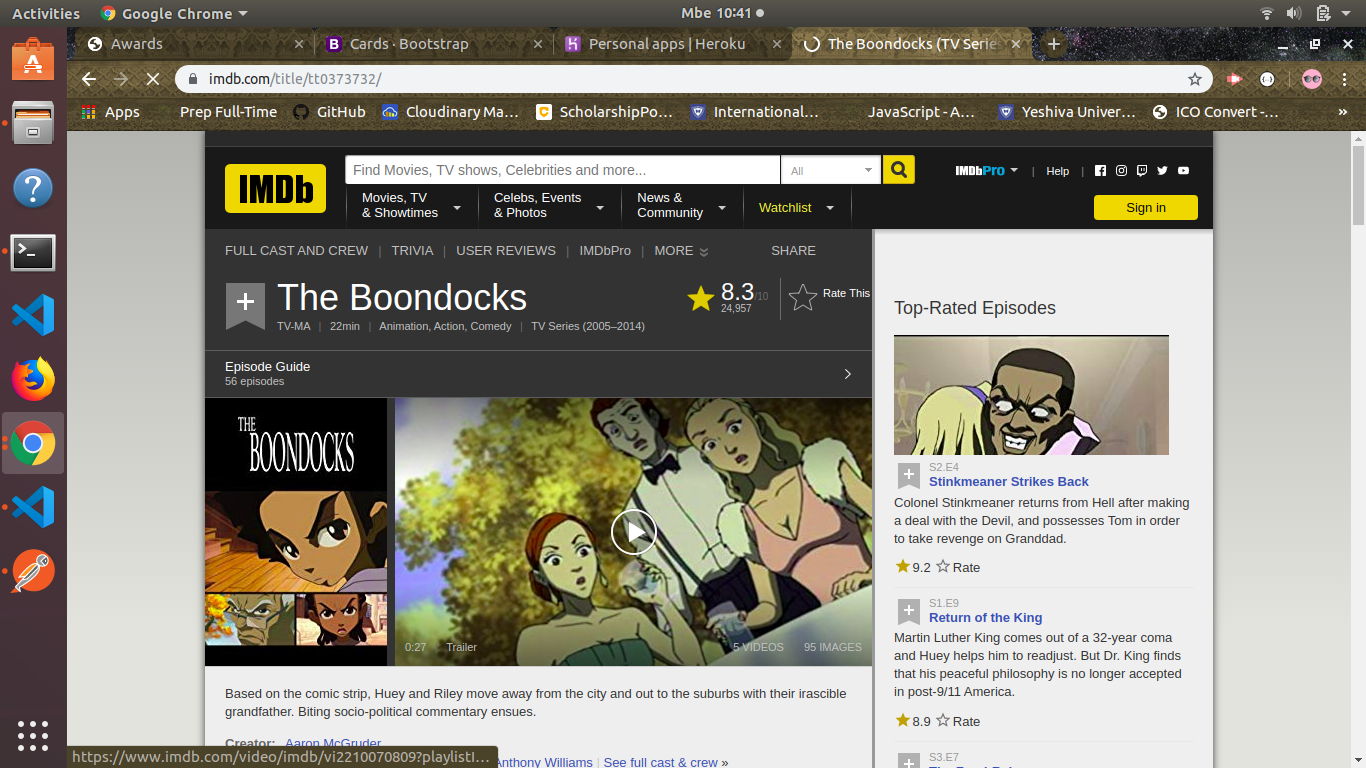 Activities
Google Chrome
Mbe 10:41
Awards
Cards · Bootstrap
Personal apps | Heroku
The Boondocks (TV Serie
imdb.com/title/tt0373732/
Apps
Prep Full-Time
GitHub
Cloudinary Ma...
ScholarshipPo...
International...
JavaScript - A...
Yeshiva Univer...
ICO Convert -...
»
IMDb
Find Movies, TV shows, Celebrities and more...
All
IMDbPro | Help |
Movies, TV
& Showtimes
Celebs, Events
& Photos
News &
Community
Watchlist
Sign in
FULL CAST AND CREW | TRIVIA | USER REVIEWS | IMDbPro | MORE
SHARE
The Boondocks
8.3/10
24,957
Rate This
TV-MA | 22min | Animation, Action, Comedy | TV Series (2005–2014)
Episode Guide
56 episodes
THE
BOONDOCKS
0:27 Trailer
5 VIDEOS
95 IMAGES
Based on the comic strip, Huey and Riley move away from the city and out to the suburbs with their irascible
grandfather. Biting socio-political commentary ensues.
Creator: Aaron McGruder
Anthony Williams | See full cast & crew »
https://www.imdb.com/video/imdb/vi2210070809?playlistI...
Top-Rated Episodes
S2.E4
Stinkmeaner Strikes Back
Colonel Stinkmeaner returns from Hell after making
a deal with the Devil, and possesses Tom in order
to take revenge on Granddad.
9.2 Rate
S1.E9
Return of the King
Martin Luther King comes out of a 32-year coma
and Huey helps him to readjust. But Dr. King finds
that his peaceful philosophy is no longer accepted
in post-9/11 America.
8.9 Rate
S3.E7